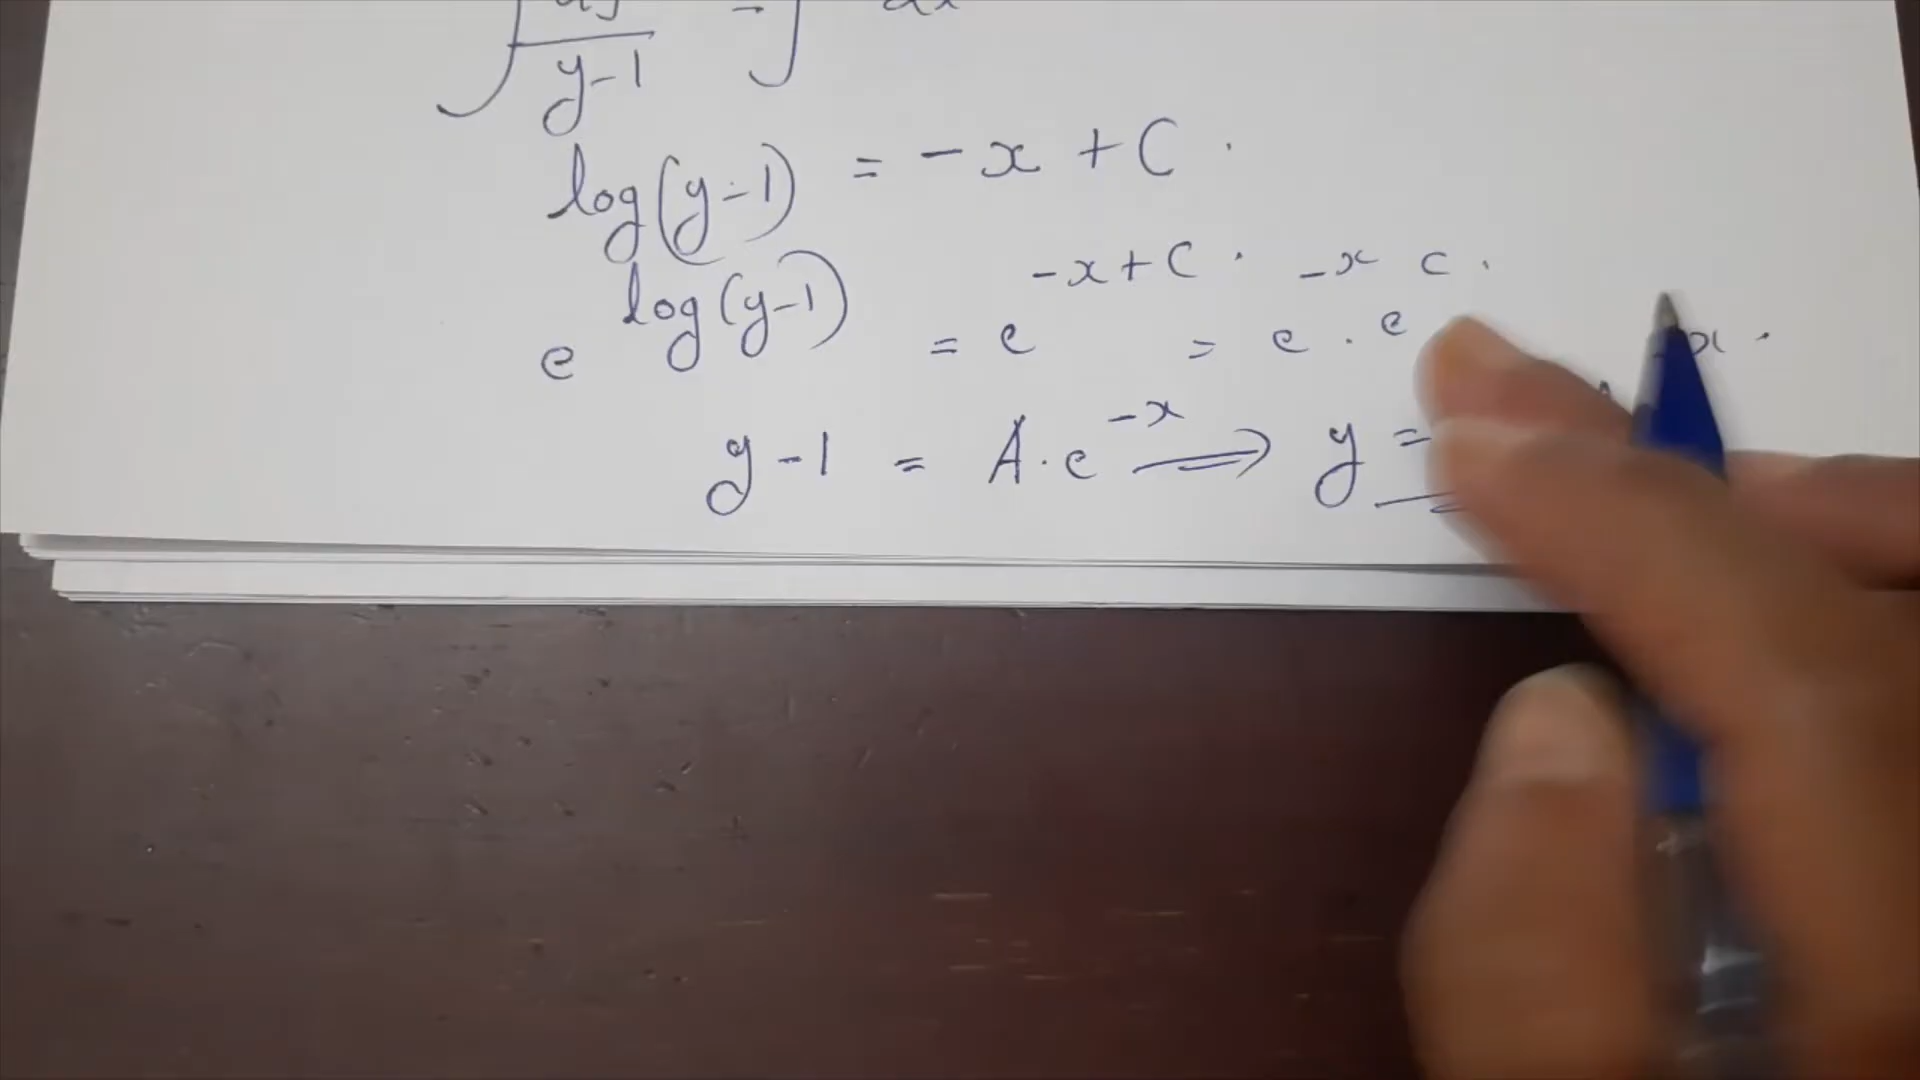 ∫ dy/(y-1) = -∫ dx
log(y-1) = -x + C .
e^(log(y-1)) = e^(-x+C) . = e^(-x) . e^(C) .
y-1 = A.e^(-x) ⟹ y =